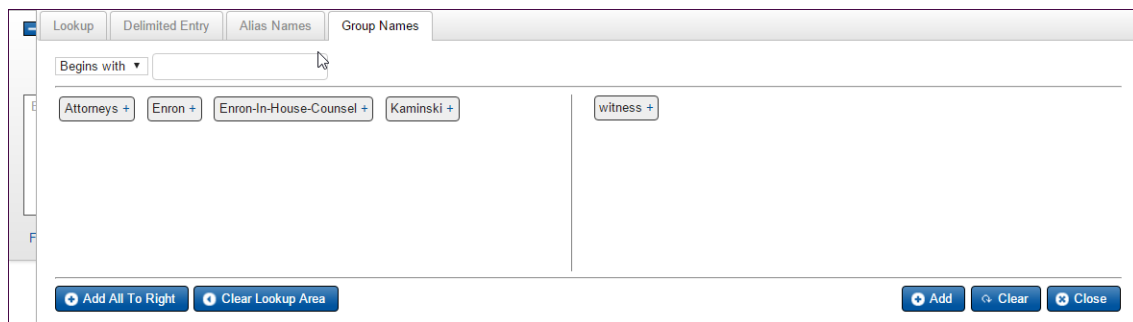 Lookup Delimited Entry Alias Names Group Names
Begins with
Attorneys + Enron + Enron-In-House-Counsel + Kaminski + witness +
Add All To Right Clear Lookup Area Add Clear Close